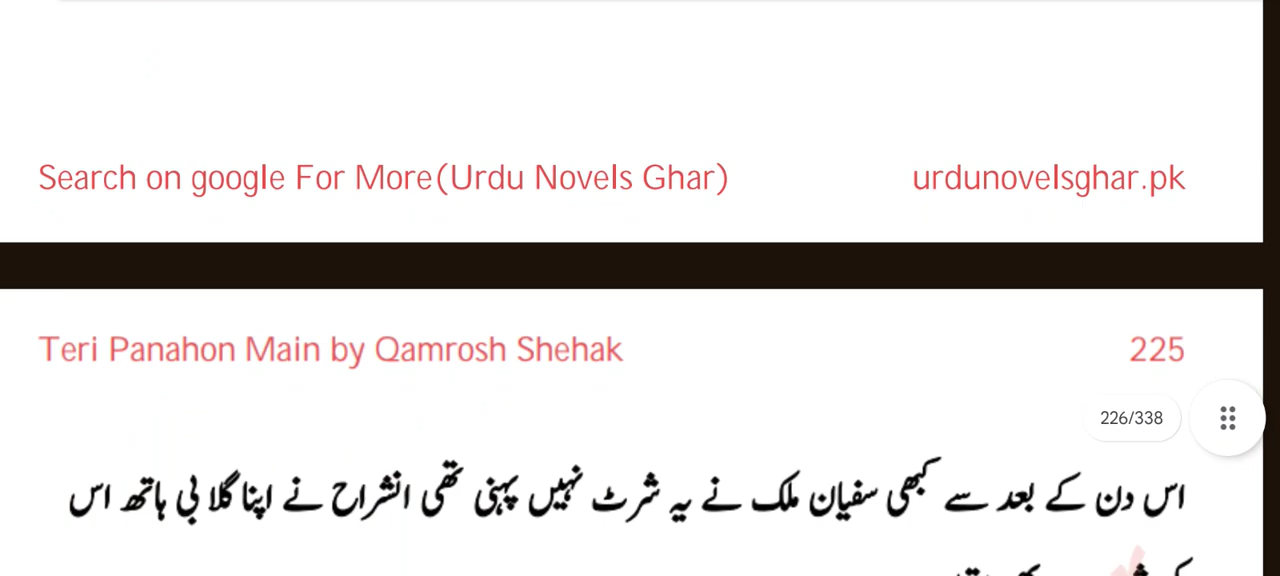 Search on google For More(Urdu Novels Ghar) urdunovelsghar.pk
Teri Panahon Main by Qamrosh Shehak 225
226/338
اس دن کے بعد سے کبھی سفیان ملک نے یہ شرٹ نہیں پہنی تھی انشراح نے اپنا گلابی ہاتھ اس